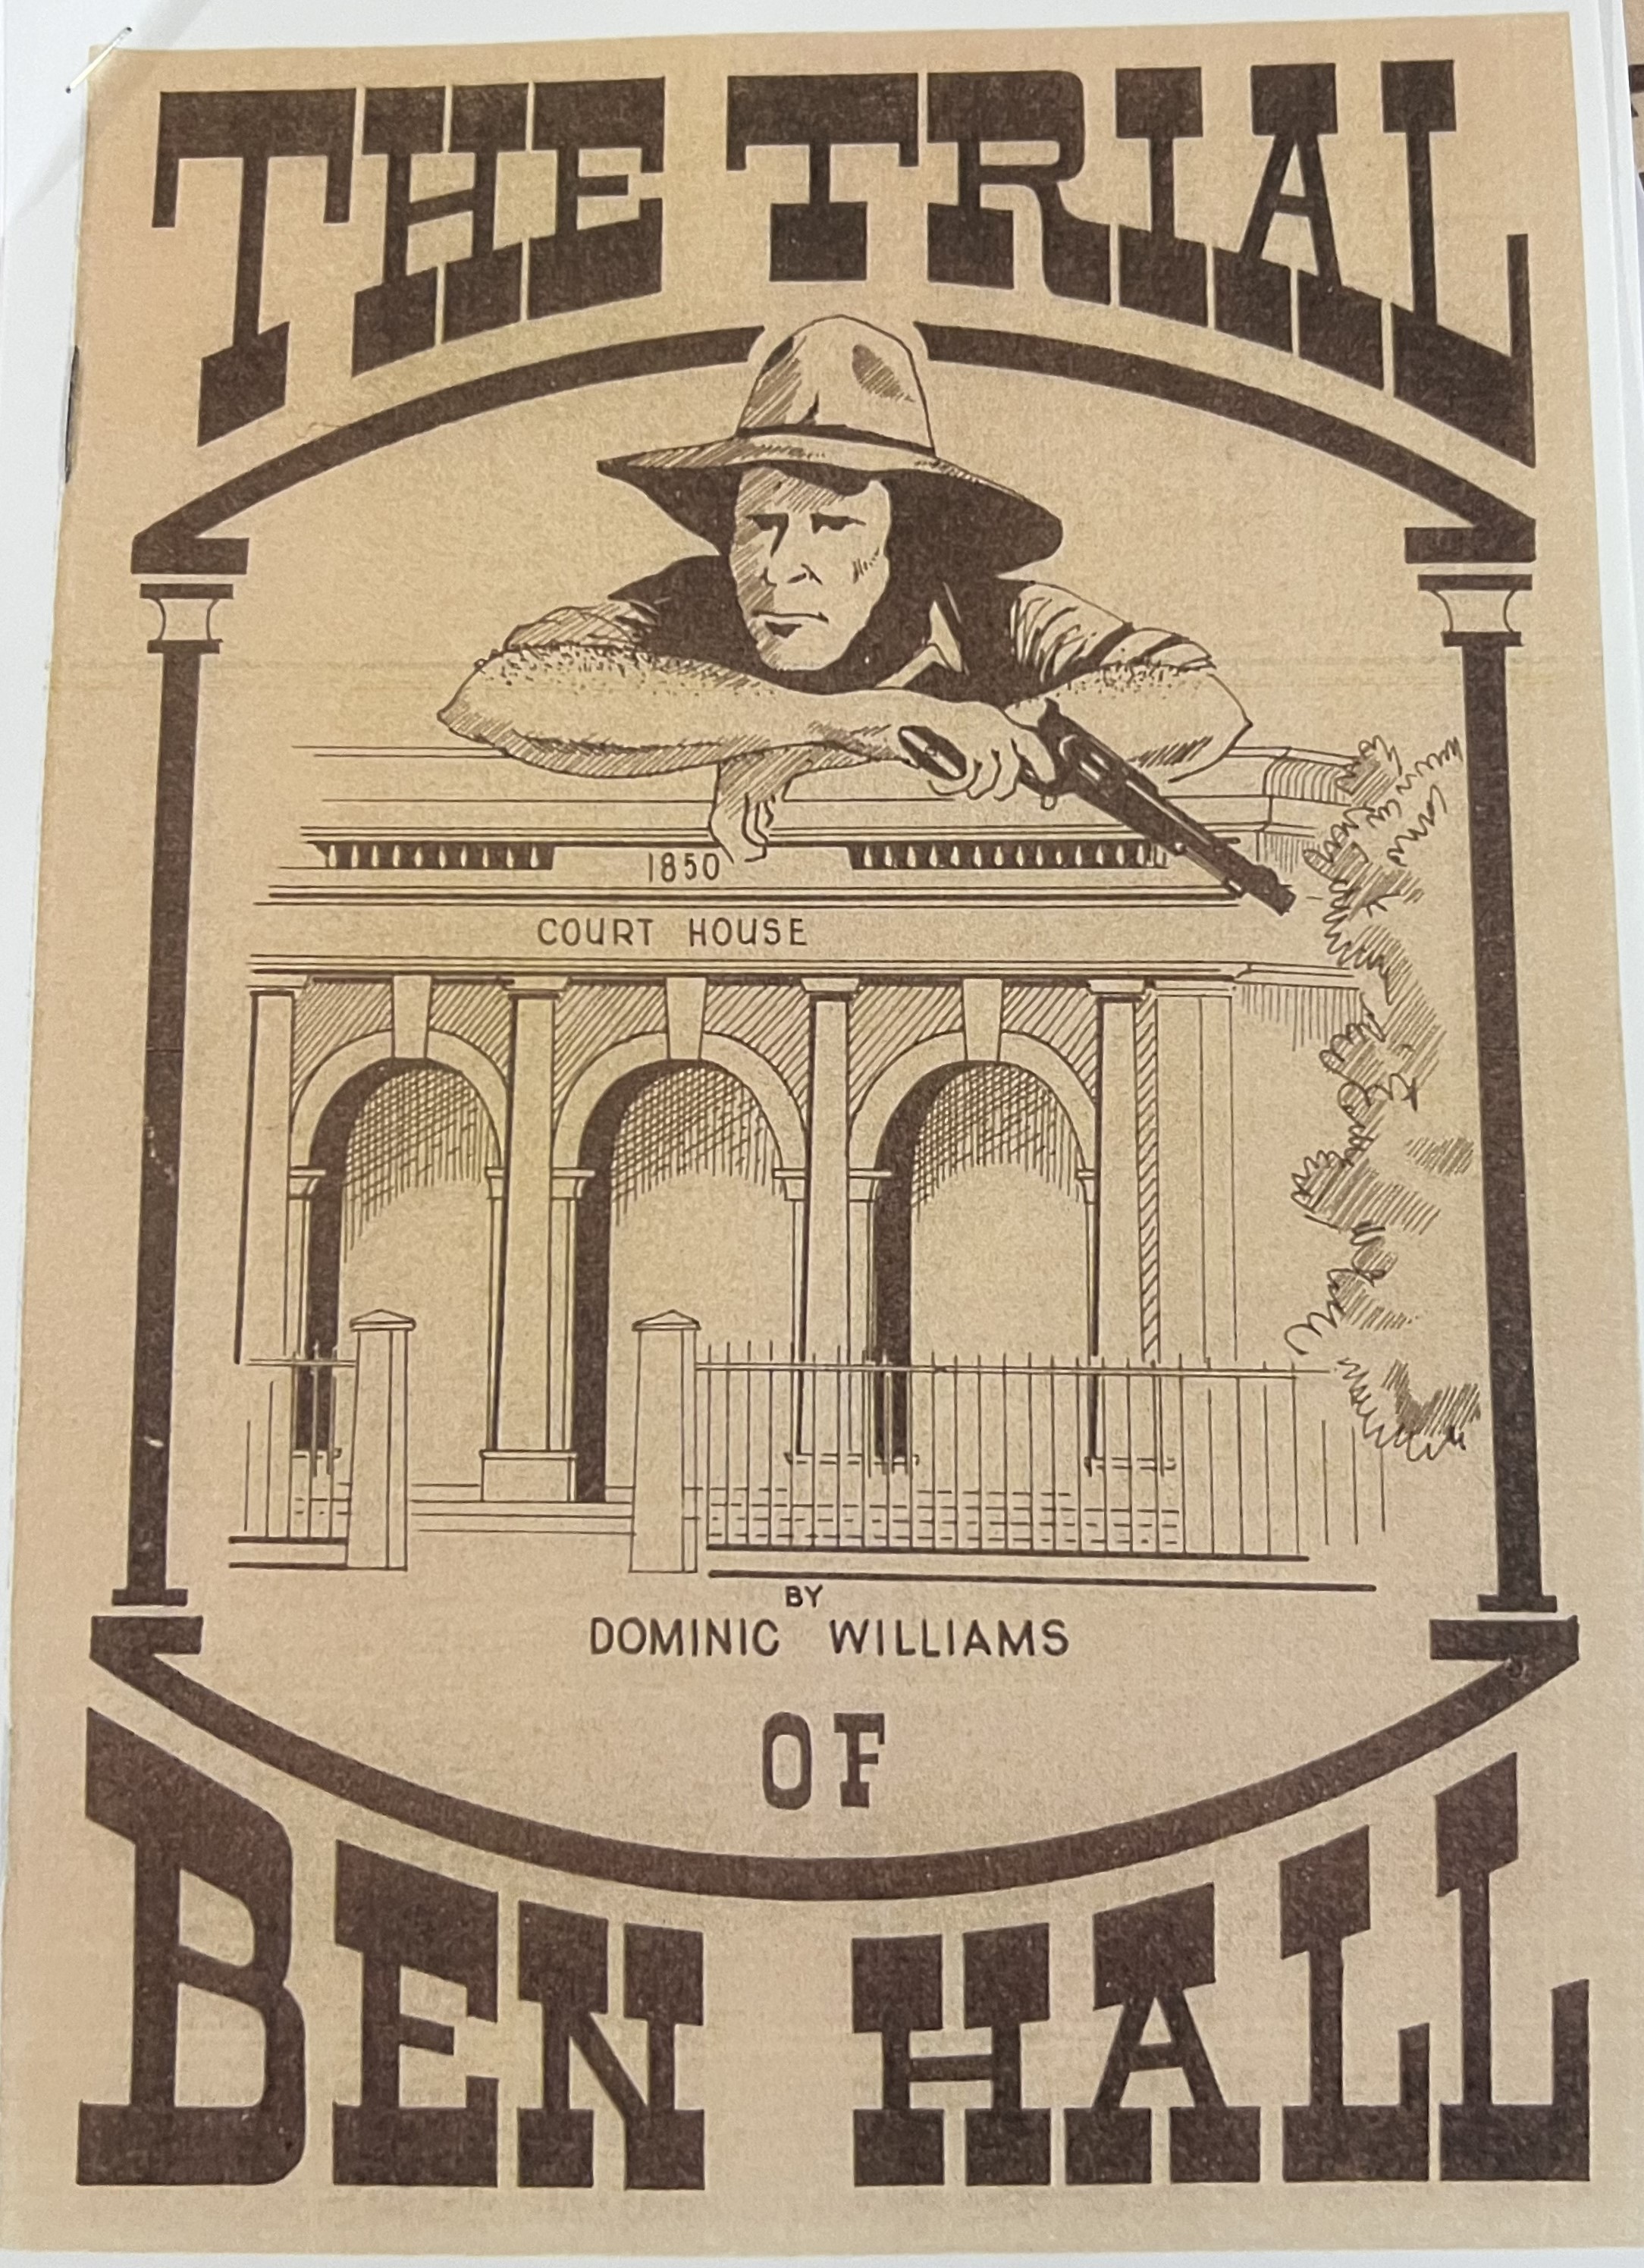 THE TRIAL
1850
COURT HOUSE
BY
DOMINIC WILLIAMS
OF
BEN HALL